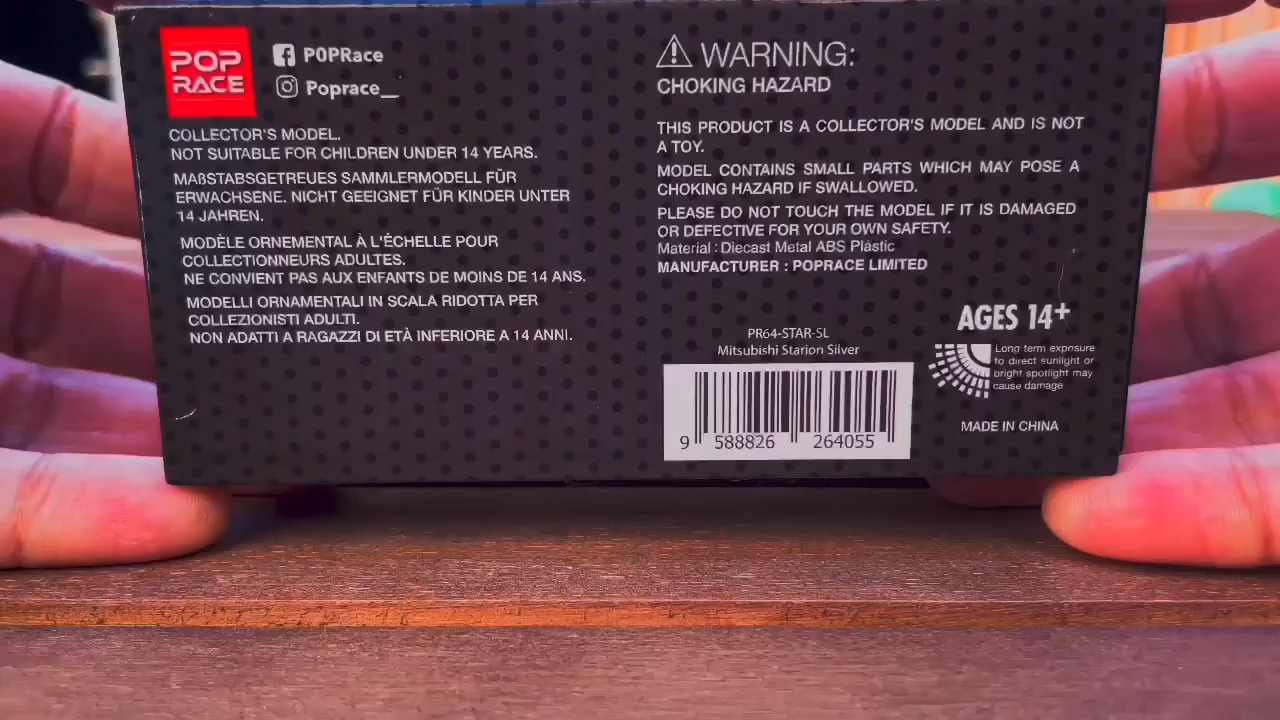 POP
RACE
P0PRace
Poprace__
COLLECTOR'S MODEL.
NOT SUITABLE FOR CHILDREN UNDER 14 YEARS.
MAßSTABSGETREUES SAMMLERMODELL FÜR
ERWACHSENE. NICHT GEEIGNET FÜR KINDER UNTER
14 JAHREN.
MODÈLE ORNEMENTAL À L'ÉCHELLE POUR
COLLECTIONNEURS ADULTES.
NE CONVIENT PAS AUX ENFANTS DE MOINS DE 14 ANS.
MODELLI ORNAMENTALI IN SCALA RIDOTTA PER
COLLEZIONISTI ADULTI.
NON ADATTI A RAGAZZI DI ETÀ INFERIORE A 14 ANNI.
WARNING:
CHOKING HAZARD
THIS PRODUCT IS A COLLECTOR'S MODEL AND IS NOT
A TOY.
MODEL CONTAINS SMALL PARTS WHICH MAY POSE A
CHOKING HAZARD IF SWALLOWED.
PLEASE DO NOT TOUCH THE MODEL IF IT IS DAMAGED
OR DEFECTIVE FOR YOUR OWN SAFETY.
Material : Diecast Metal ABS Plastic
MANUFACTURER : POPRACE LIMITED
PR64-STAR-SL
Mitsubishi Starion Silver
9 588826 264055
AGES 14+
Long term exposure
to direct sunlight or
bright spotlight may
cause damage
MADE IN CHINA